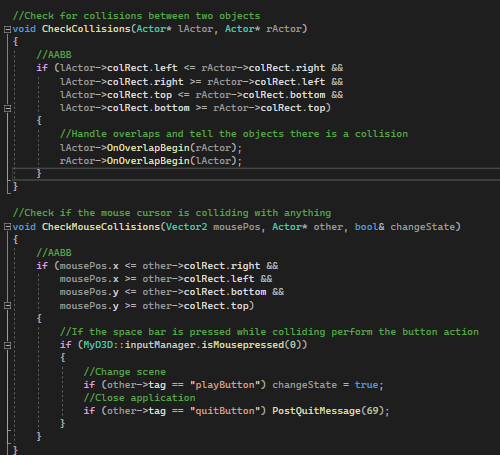 //Check for collisions between two objects
void CheckCollisions(Actor* lActor, Actor* rActor)
{
    //AABB
    if (lActor->colRect.left <= rActor->colRect.right &&
        lActor->colRect.right >= rActor->colRect.left &&
        lActor->colRect.top <= rActor->colRect.bottom &&
        lActor->colRect.bottom >= rActor->colRect.top)
    {
        //Handle overlaps and tell the objects there is a collision
        lActor->OnOverlapBegin(rActor);
        rActor->OnOverlapBegin(lActor);
    }
}
//Check if the mouse cursor is colliding with anything
void CheckMouseCollisions(Vector2 mousePos, Actor* other, bool& changeState)
{
    //AABB
    if (mousePos.x <= other->colRect.right &&
        mousePos.x >= other->colRect.left &&
        mousePos.y <= other->colRect.bottom &&
        mousePos.y >= other->colRect.top)
    {
        //If the space bar is pressed while colliding perform the button action
        if (MyD3D::inputManager.isMousepressed(0))
        {
            //Change scene
            if (other->tag == "playButton") changeState = true;
            //Close application
            if (other->tag == "quitButton") PostQuitMessage(69);
        }
    }
}